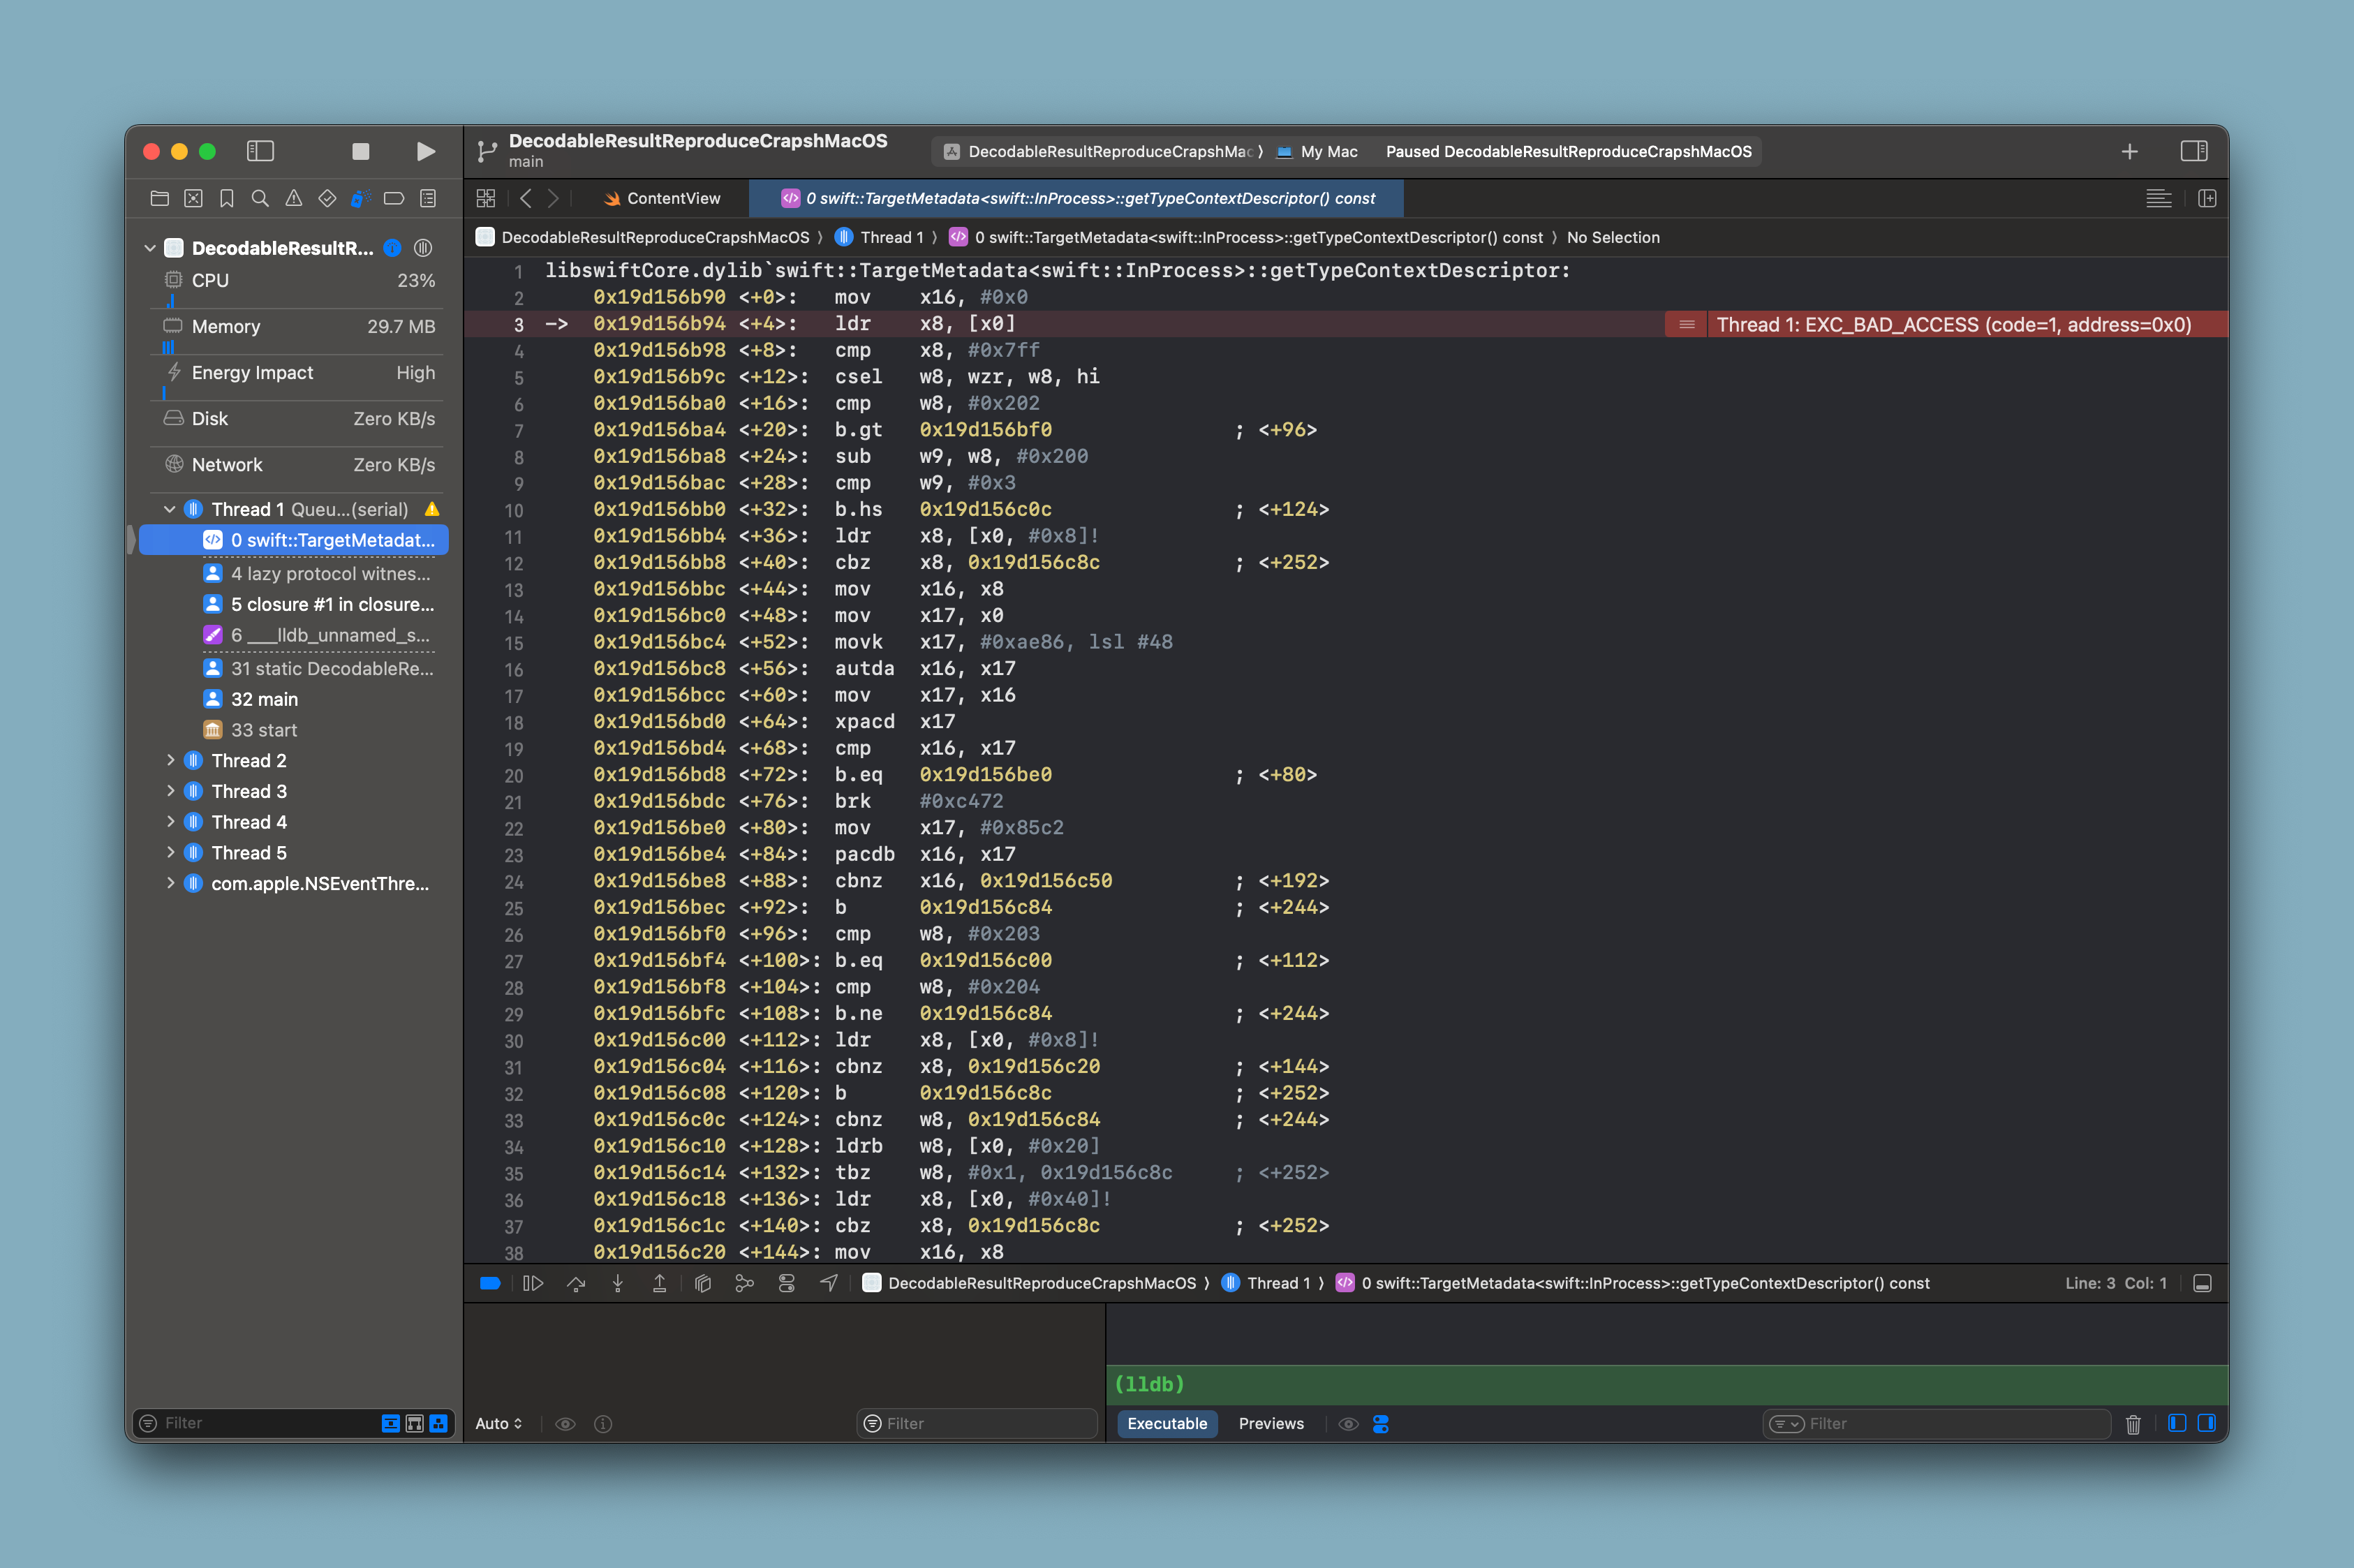 DecodableResultReproduceCrapshMacOS
main
DecodableResultReproduceCrapshMac My Mac Paused DecodableResultReproduceCrapshMacOS
ContentView
0 swift::TargetMetadata<swift::InProcess>::getTypeContextDescriptor() const
DecodableResultReproduceCrapshMacOS Thread 1 0 swift::TargetMetadata<swift::InProcess>::getTypeContextDescriptor() const No Selection
DecodableResultR...
CPU 23%
Memory 29.7 MB
Energy Impact High
Disk Zero KB/s
Network Zero KB/s
Thread 1 Queu...(serial)
0 swift::TargetMetadat...
4 lazy protocol witnes...
5 closure #1 in closure...
6 ___lldb_unnamed_s...
31 static DecodableRe...
32 main
33 start
Thread 2
Thread 3
Thread 4
Thread 5
com.apple.NSEventThre...
Filter
1 libswiftCore.dylib`swift::TargetMetadata<swift::InProcess>::getTypeContextDescriptor:
2 0x19d156b90 <+0>: mov x16, #0x0
3 -> 0x19d156b94 <+4>: ldr x8, [x0] Thread 1: EXC_BAD_ACCESS (code=1, address=0x0)
4 0x19d156b98 <+8>: cmp x8, #0x7ff
5 0x19d156b9c <+12>: csel w8, wzr, w8, hi
6 0x19d156ba0 <+16>: cmp w8, #0x202
7 0x19d156ba4 <+20>: b.gt 0x19d156bf0 ; <+96>
8 0x19d156ba8 <+24>: sub w9, w8, #0x200
9 0x19d156bac <+28>: cmp w9, #0x3
10 0x19d156bb0 <+32>: b.hs 0x19d156c0c ; <+124>
11 0x19d156bb4 <+36>: ldr x8, [x0, #0x8]!
12 0x19d156bb8 <+40>: cbz x8, 0x19d156c8c ; <+252>
13 0x19d156bbc <+44>: mov x16, x8
14 0x19d156bc0 <+48>: mov x17, x0
15 0x19d156bc4 <+52>: movk x17, #0xae86, lsl #48
16 0x19d156bc8 <+56>: autda x16, x17
17 0x19d156bcc <+60>: mov x17, x16
18 0x19d156bd0 <+64>: xpacd x17
19 0x19d156bd4 <+68>: cmp x16, x17
20 0x19d156bd8 <+72>: b.eq 0x19d156be0 ; <+80>
21 0x19d156bdc <+76>: brk #0xc472
22 0x19d156be0 <+80>: mov x17, #0x85c2
23 0x19d156be4 <+84>: pacdb x16, x17
24 0x19d156be8 <+88>: cbnz x16, 0x19d156c50 ; <+192>
25 0x19d156bec <+92>: b 0x19d156c84 ; <+244>
26 0x19d156bf0 <+96>: cmp w8, #0x203
27 0x19d156bf4 <+100>: b.eq 0x19d156c00 ; <+112>
28 0x19d156bf8 <+104>: cmp w8, #0x204
29 0x19d156bfc <+108>: b.ne 0x19d156c84 ; <+244>
30 0x19d156c00 <+112>: ldr x8, [x0, #0x8]!
31 0x19d156c04 <+116>: cbnz x8, 0x19d156c20 ; <+144>
32 0x19d156c08 <+120>: b 0x19d156c8c ; <+252>
33 0x19d156c0c <+124>: cbnz w8, 0x19d156c84 ; <+244>
34 0x19d156c10 <+128>: ldrb w8, [x0, #0x20]
35 0x19d156c14 <+132>: tbz w8, #0x1, 0x19d156c8c ; <+252>
36 0x19d156c18 <+136>: ldr x8, [x0, #0x40]!
37 0x19d156c1c <+140>: cbz x8, 0x19d156c8c ; <+252>
38 0x19d156c20 <+144>: mov x16, x8
DecodableResultReproduceCrapshMacOS Thread 1 0 swift::TargetMetadata<swift::InProcess>::getTypeContextDescriptor() const Line: 3 Col: 1
(lldb)
Auto Filter
Executable Previews Filter